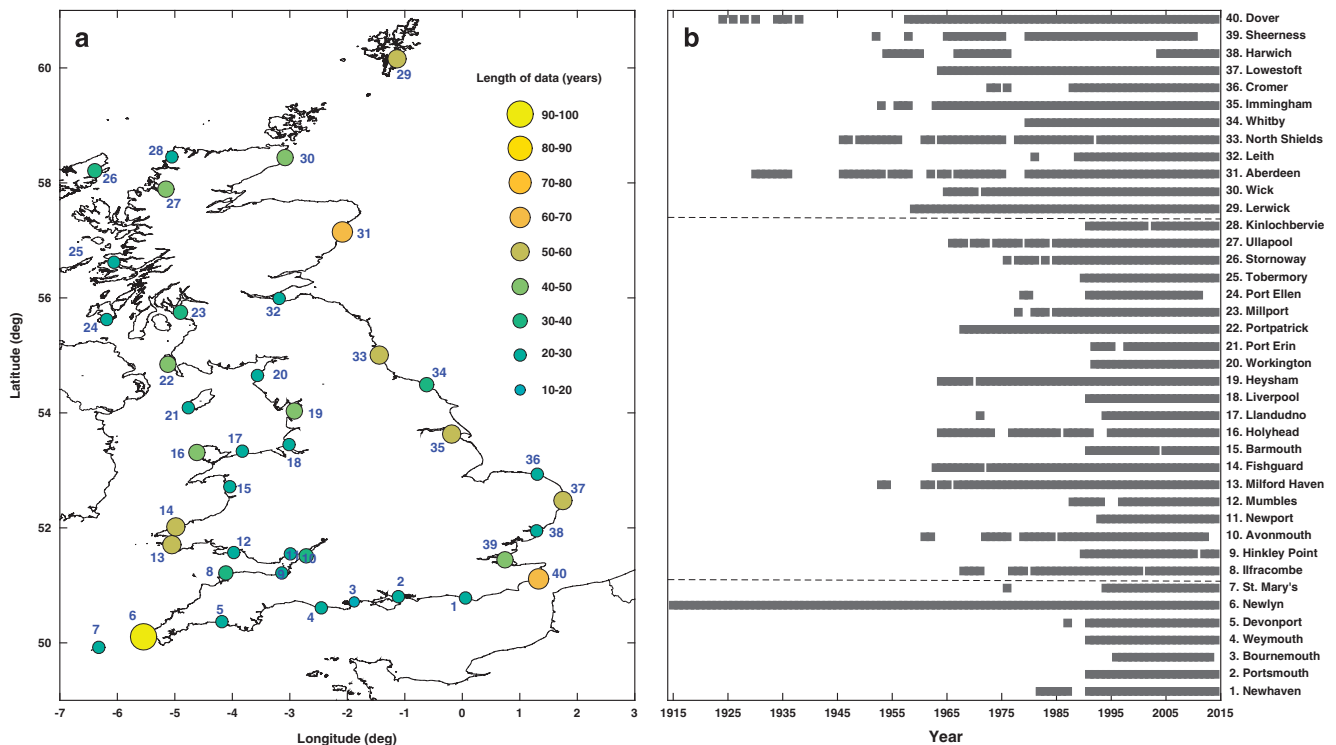 a
Length of data (years)
90-100
80-90
70-80
60-70
50-60
40-50
30-40
20-30
10-20
29
28
30
26
27
31
25
32
24
23
33
22
20
34
21
19
35
16
17
18
36
15
37
14
13
12
11
10
38
39
8
9
40
7
6
5
4
3
2
1
60
58
56
54
52
50
Latitude (deg)
-7 -6 -5 -4 -3 -2 -1 0 1 2 3
Longitude (deg)
b
40. Dover
39. Sheerness
38. Harwich
37. Lowestoft
36. Cromer
35. Immingham
34. Whitby
33. North Shields
32. Leith
31. Aberdeen
30. Wick
29. Lerwick
28. Kinlochbervie
27. Ullapool
26. Stornoway
25. Tobermory
24. Port Ellen
23. Millport
22. Portpatrick
21. Port Erin
20. Workington
19. Heysham
18. Liverpool
17. Llandudno
16. Holyhead
15. Barmouth
14. Fishguard
13. Milford Haven
12. Mumbles
11. Newport
10. Avonmouth
9. Hinkley Point
8. Ilfracombe
7. St. Mary's
6. Newlyn
5. Devonport
4. Weymouth
3. Bournemouth
2. Portsmouth
1. Newhaven
1915 1925 1935 1945 1955 1965 1975 1985 1995 2005 2015
Year